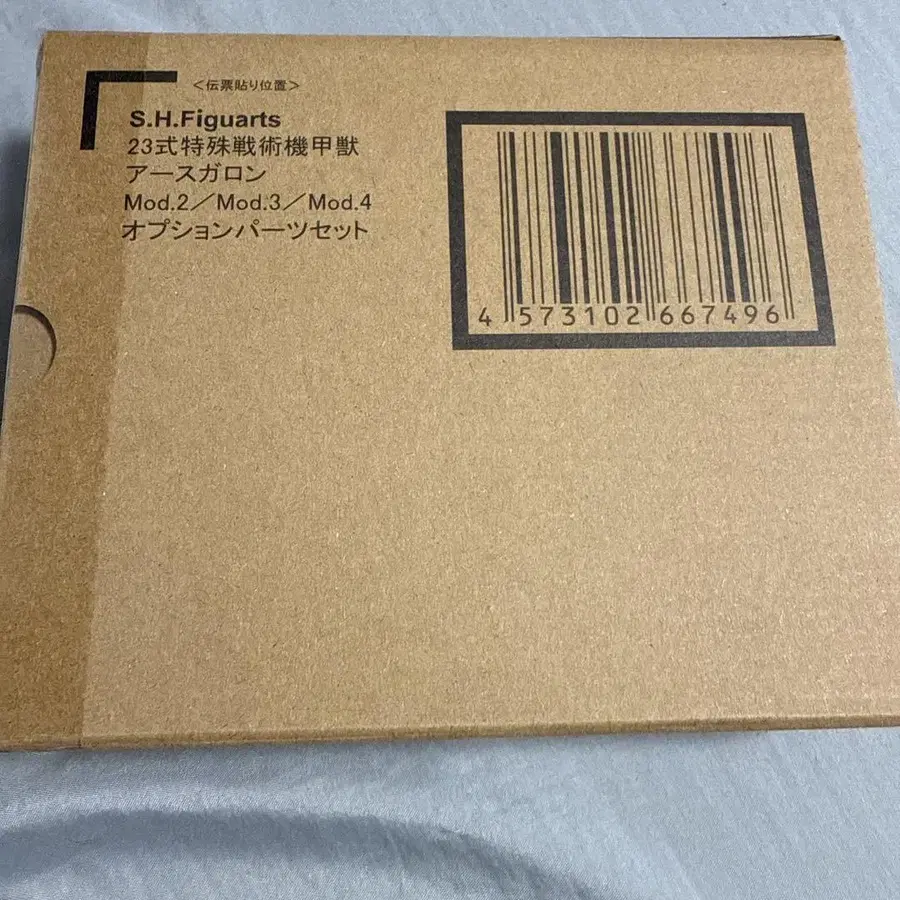 ＜伝票貼り位置＞
S.H.Figuarts
23式特殊戦術機甲獣
アースガロン
Mod.2／Mod.3／Mod.4
オプションパーツセット
4 573102 667496